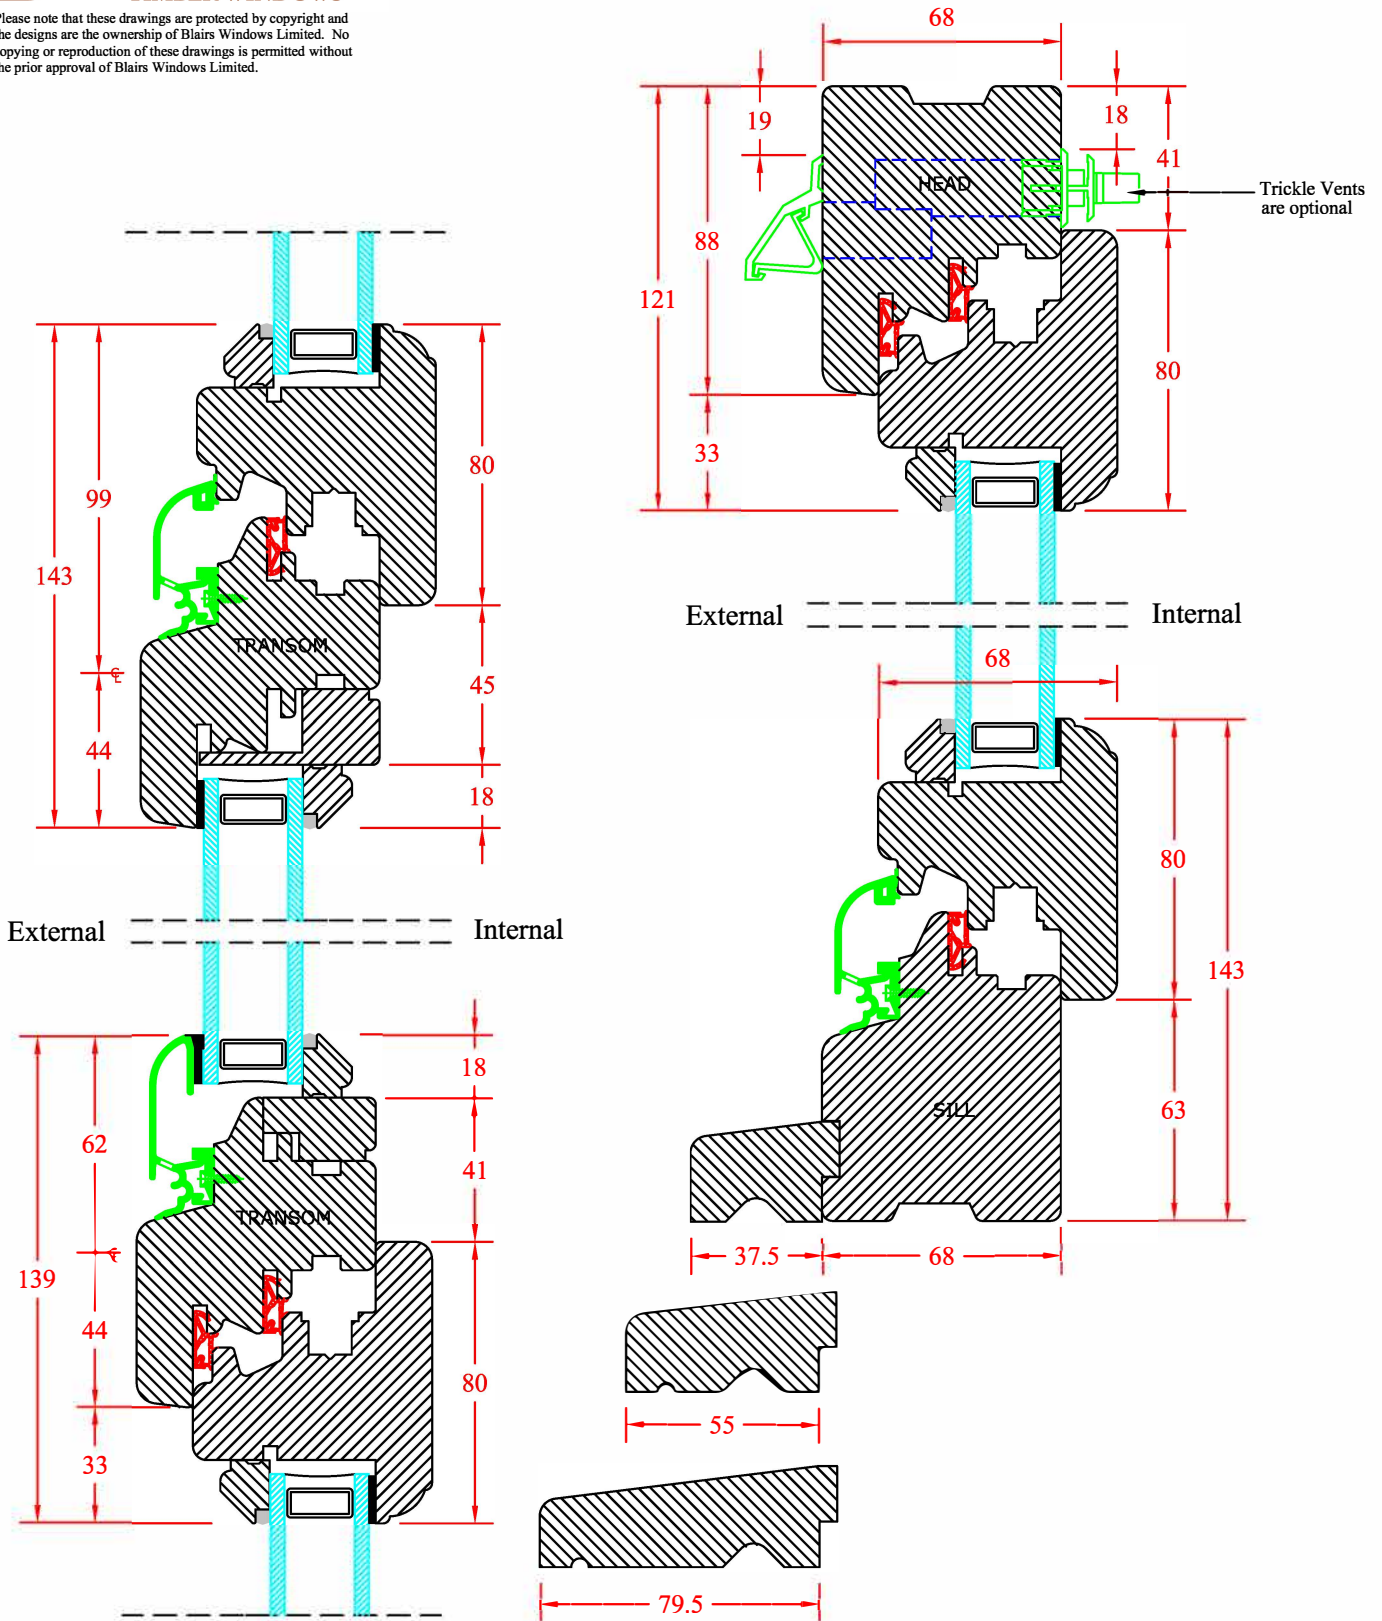 Please note that these drawings are protected by copyright and
the designs are the ownership of Blairs Windows Limited. No
copying or reproduction of these drawings is permitted without
the prior approval of Blairs Windows Limited.
68
19
18
41
HEAD
Trickle Vents
are optional
88
121
80
33
99
80
143
TRANSOM
45
44
18
External
Internal
External
Internal
68
80
143
SILL
63
37.5
68
18
62
41
TRANSOM
139
44
80
33
55
79.5